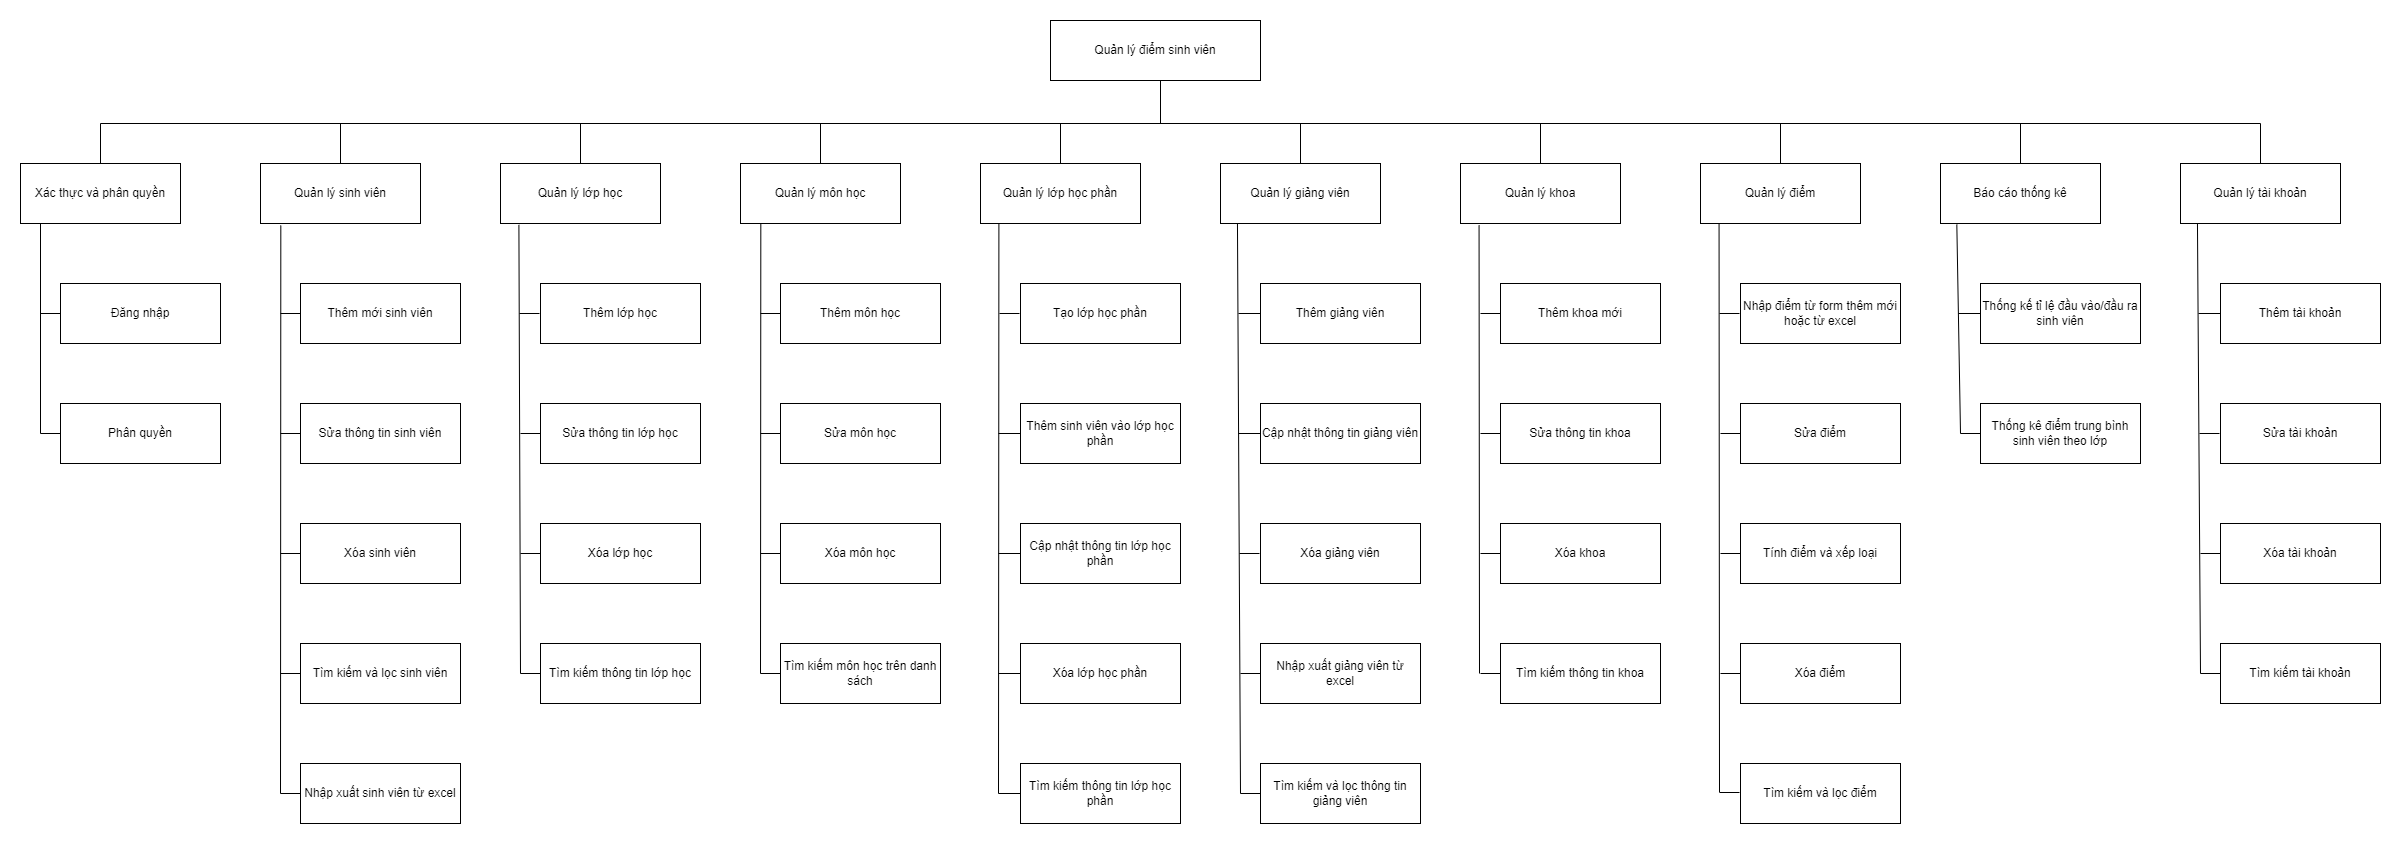 Quản lý điểm sinh viên
Xác thực và phân quyền
Quản lý sinh viên
Quản lý lớp học
Quản lý môn học
Quản lý lớp học phần
Quản lý giảng viên
Quản lý khoa
Quản lý điểm
Báo cáo thống kê
Quản lý tài khoản
Đăng nhập
Thêm mới sinh viên
Thêm lớp học
Thêm môn học
Tạo lớp học phần
Thêm giảng viên
Thêm khoa mới
Nhập điểm từ form thêm mới
hoặc từ excel
Thống kế tỉ lệ đầu vào/đầu ra
sinh viên
Thêm tài khoản
Phân quyền
Sửa thông tin sinh viên
Sửa thông tin lớp học
Sửa môn học
Thêm sinh viên vào lớp học
phần
Cập nhật thông tin giảng viên
Sửa thông tin khoa
Sửa điểm
Thống kê điểm trung bình
sinh viên theo lớp
Sửa tài khoản
Xóa sinh viên
Xóa lớp học
Xóa môn học
Cập nhật thông tin lớp học
phần
Xóa giảng viên
Xóa khoa
Tính điểm và xếp loại
Xóa tài khoản
Tìm kiếm và lọc sinh viên
Tìm kiếm thông tin lớp học
Tìm kiếm môn học trên danh
sách
Xóa lớp học phần
Nhập xuất giảng viên từ
excel
Tìm kiếm thông tin khoa
Xóa điểm
Tìm kiếm tài khoản
Nhập xuất sinh viên từ excel
Tìm kiếm thông tin lớp học
phần
Tìm kiếm và lọc thông tin
giảng viên
Tìm kiếm và lọc điểm